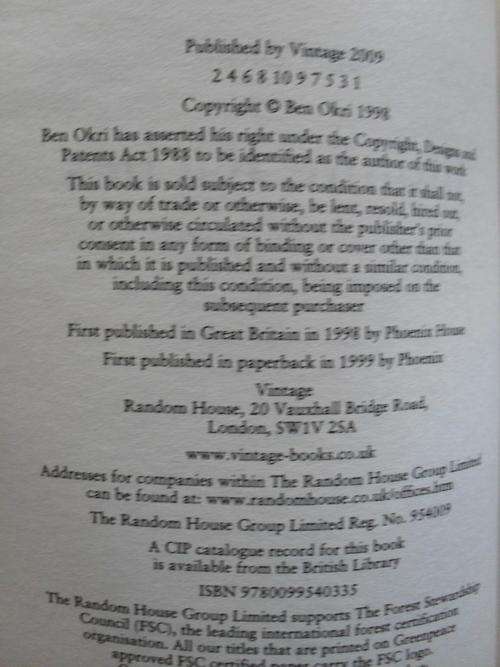 Published by Vintage 2009
2 4 6 8 10 9 7 5 3 1
Copyright © Ben Okri 1998
Ben Okri has asserted his right under the Copyright, Designs and
Patents Act 1988 to be identified as the author of this work
This book is sold subject to the condition that it shall not,
by way of trade or otherwise, be lent, resold, hired out,
or otherwise circulated without the publisher's prior
consent in any form of binding or cover other than that
in which it is published and without a similar condition,
including this condition, being imposed on the
subsequent purchaser
First published in Great Britain in 1998 by Phoenix House
First published in paperback in 1999 by Phoenix
Vintage
Random House, 20 Vauxhall Bridge Road,
London, SW1V 2SA
www.vintage-books.co.uk
Addresses for companies within The Random House Group Limited
can be found at: www.randomhouse.co.uk/offices.htm
The Random House Group Limited Reg. No. 954009
A CIP catalogue record for this book
is available from the British Library
ISBN 9780099540335
The Random House Group Limited supports The Forest Stewardship
Council (FSC), the leading international forest certification
organisation. All our titles that are printed on Greenpeace
approved FSC certified paper carry the FSC logo.